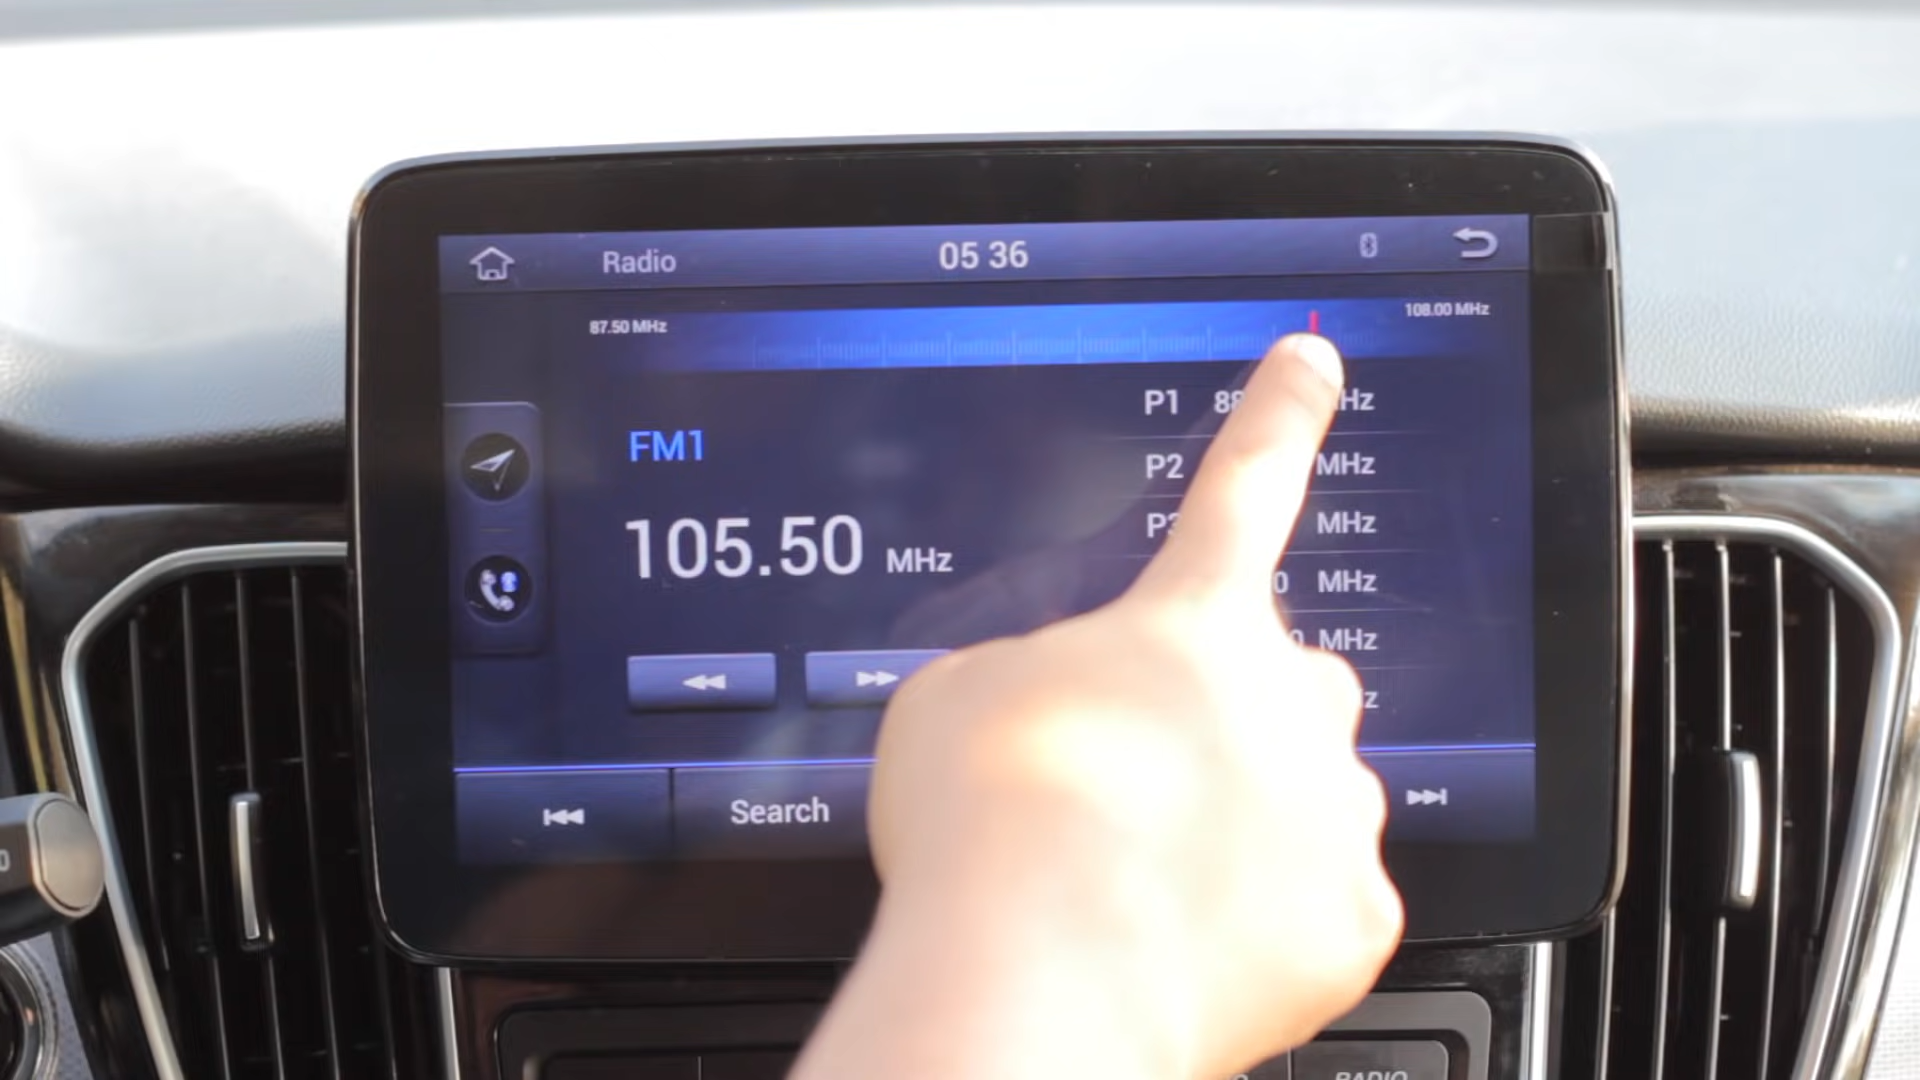 Radio 05 36
87.50 MHz 108.00 MHz
P1 MHz
FM1
P2 MHz
P3 MHz
105.50 MHz
MHz
MHz
Search
RADIO